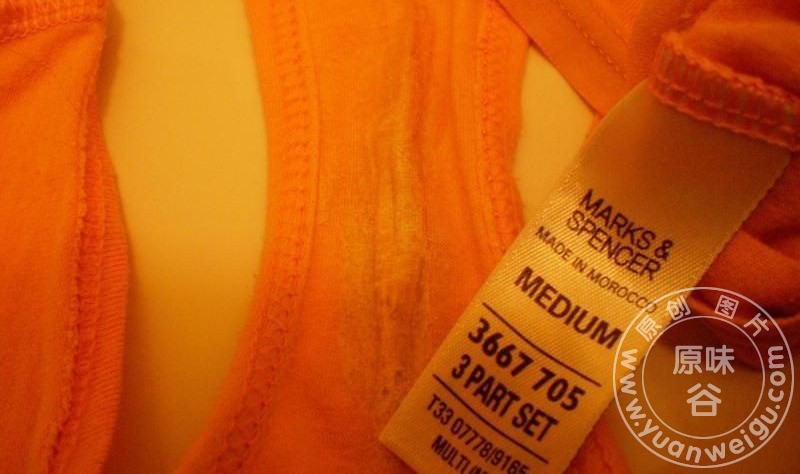 MARKS &
SPENCER
MADE IN MOROCCO
MEDIUM
3667 705
3 PART SET
T33 07778/9165
原创图片
原味
谷
www.yuanweigu.com